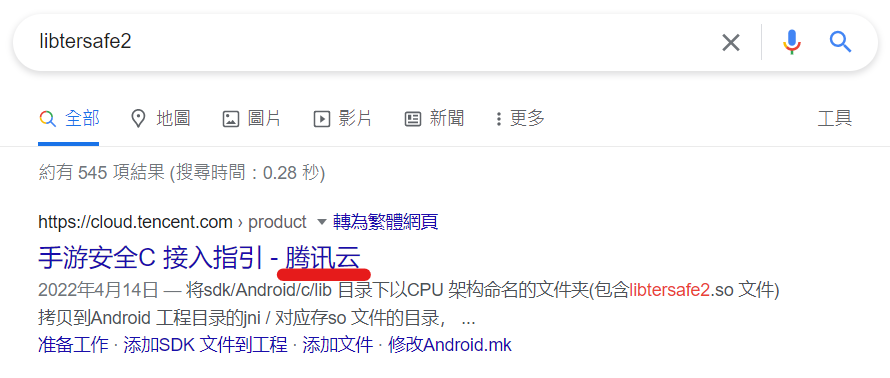 libtersafe2
全部 地圖 圖片 影片 新聞 更多 工具
約有 545 項結果 (搜尋時間：0.28 秒)
https://cloud.tencent.com › product 轉為繁體網頁
手游安全C 接入指引 - 腾讯云
2022年4月14日 — 将sdk/Android/c/lib 目录下以CPU 架构命名的文件夹(包含libtersafe2.so 文件)
拷贝到Android 工程目录的jni / 对应存so 文件的目录， ...
准备工作 · 添加SDK 文件到工程 · 添加文件 · 修改Android.mk